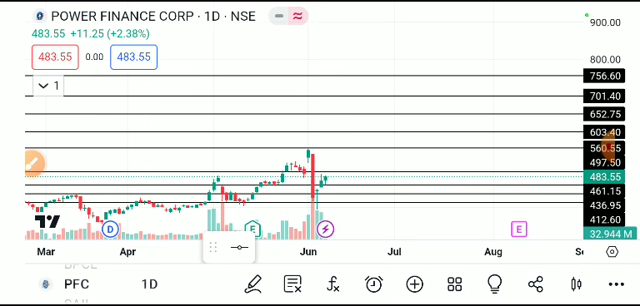 POWER FINANCE CORP · 1D · NSE
483.55 +11.25 (+2.38%)
483.55 0.00 483.55
1
900.00
800.00
756.60
701.40
652.75
603.40
560.55
497.50
483.55
461.15
436.95
412.60
32.944 M
D E E
Mar Apr Jun Jul Aug Se
PFC 1D